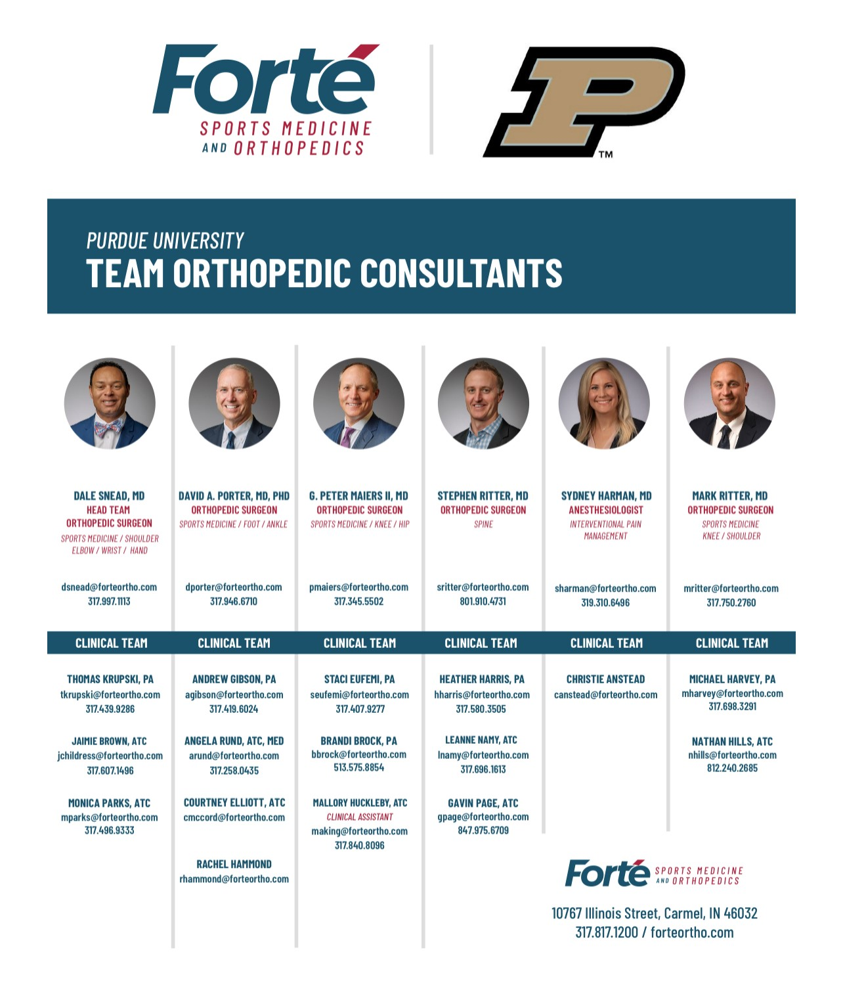 Forté
SPORTS MEDICINE
AND ORTHOPEDICS
P
TM
PURDUE UNIVERSITY
TEAM ORTHOPEDIC CONSULTANTS
DALE SNEAD, MD
HEAD TEAM
ORTHOPEDIC SURGEON
SPORTS MEDICINE / SHOULDER
ELBOW / WRIST / HAND
dsnead@forteortho.com
317.997.1113
DAVID A. PORTER, MD, PHD
ORTHOPEDIC SURGEON
SPORTS MEDICINE / FOOT / ANKLE
dporter@forteortho.com
317.946.6710
G. PETER MAIERS II, MD
ORTHOPEDIC SURGEON
SPORTS MEDICINE / KNEE / HIP
pmaiers@forteortho.com
317.345.5502
STEPHEN RITTER, MD
ORTHOPEDIC SURGEON
SPINE
sritter@forteortho.com
801.910.4731
SYDNEY HARMAN, MD
ANESTHESIOLOGIST
INTERVENTIONAL PAIN
MANAGEMENT
sharman@forteortho.com
319.310.6496
MARK RITTER, MD
ORTHOPEDIC SURGEON
SPORTS MEDICINE
KNEE / SHOULDER
mritter@forteortho.com
317.750.2760
CLINICAL TEAM
THOMAS KRUPSKI, PA
tkrupski@forteortho.com
317.439.9286
JAIMIE BROWN, ATC
jchildress@forteortho.com
317.607.1496
MONICA PARKS, ATC
mparks@forteortho.com
317.496.9333
CLINICAL TEAM
ANDREW GIBSON, PA
agibson@forteortho.com
317.419.6024
ANGELA RUND, ATC, MED
arund@forteortho.com
317.258.0435
COURTNEY ELLIOTT, ATC
cmccord@forteortho.com
RACHEL HAMMOND
rhammond@forteortho.com
CLINICAL TEAM
STACI EUFEMI, PA
seufemi@forteortho.com
317.407.9277
BRANDI BROCK, PA
bbrock@forteortho.com
513.575.8854
MALLORY HUCKLEBY, ATC
CLINICAL ASSISTANT
making@forteortho.com
317.840.8096
CLINICAL TEAM
HEATHER HARRIS, PA
hharris@forteortho.com
317.580.3505
LEANNE NAMY, ATC
lnamy@forteortho.com
317.696.1613
GAVIN PAGE, ATC
gpage@forteortho.com
847.975.6709
CLINICAL TEAM
CHRISTIE ANSTEAD
canstead@forteortho.com
CLINICAL TEAM
MICHAEL HARVEY, PA
mharvey@forteortho.com
317.698.3291
NATHAN HILLS, ATC
nhills@forteortho.com
812.240.2685
Forté SPORTS MEDICINE
AND ORTHOPEDICS
10767 Illinois Street, Carmel, IN 46032
317.817.1200 / forteortho.com